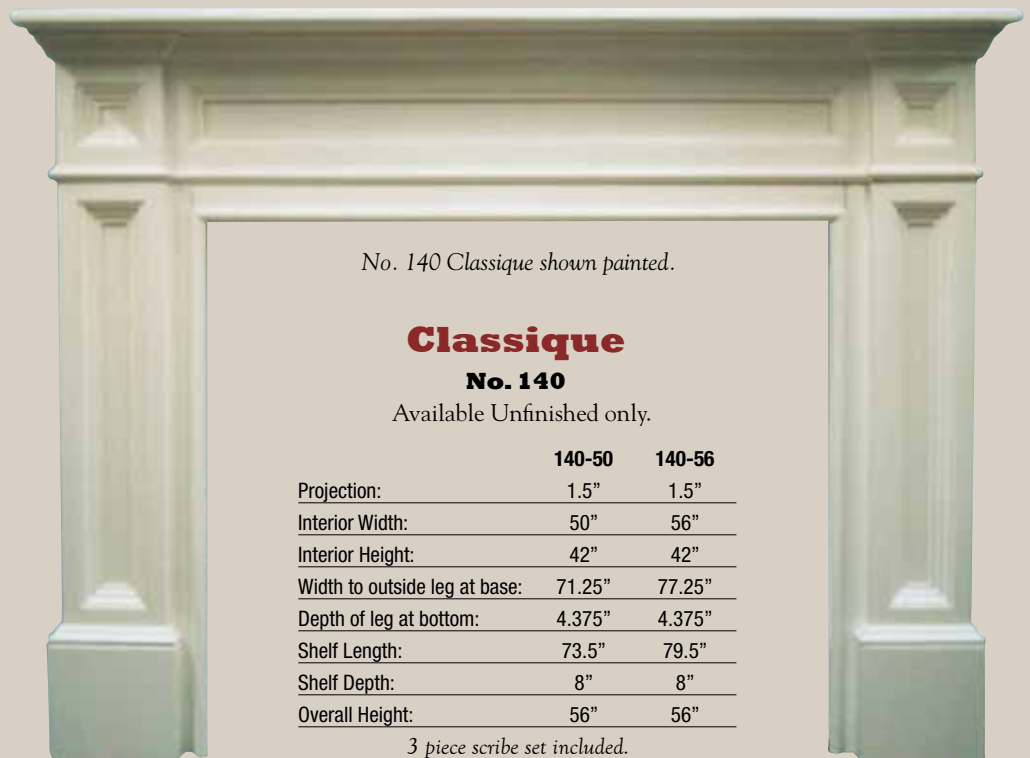 No. 140 Classique shown painted.
Classique
No. 140
Available Unfinished only.
140-50 140-56
Projection: 1.5” 1.5”
Interior Width: 50” 56”
Interior Height: 42” 42”
Width to outside leg at base: 71.25” 77.25”
Depth of leg at bottom: 4.375” 4.375”
Shelf Length: 73.5” 79.5”
Shelf Depth: 8” 8”
Overall Height: 56” 56”
3 piece scribe set included.